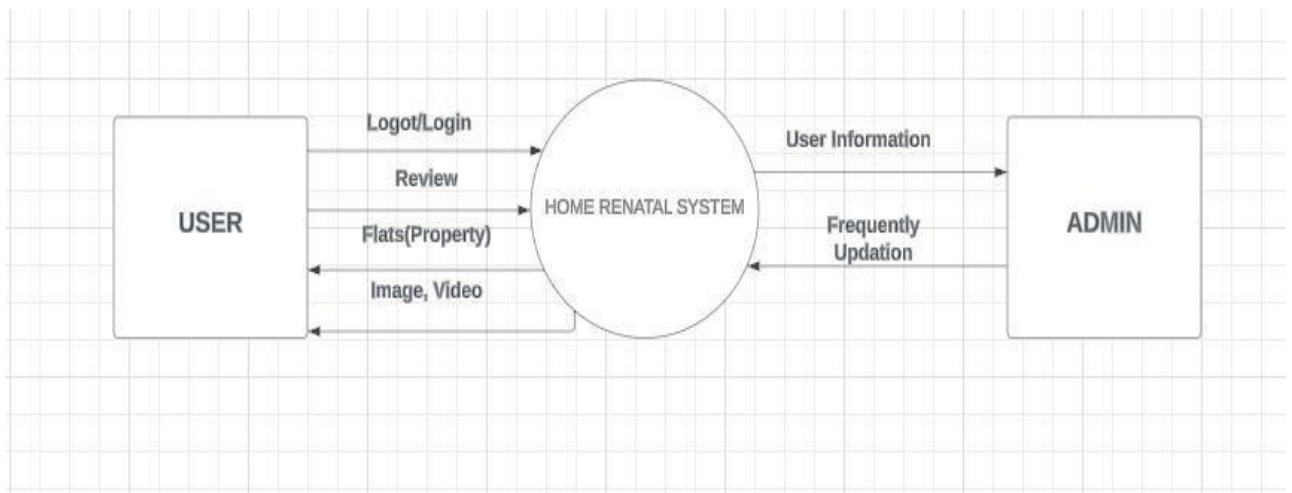 Logot/Login
Review
Flats(Property)
Image, Video
USER
HOME RENATAL SYSTEM
User Information
Frequently
Updation
ADMIN